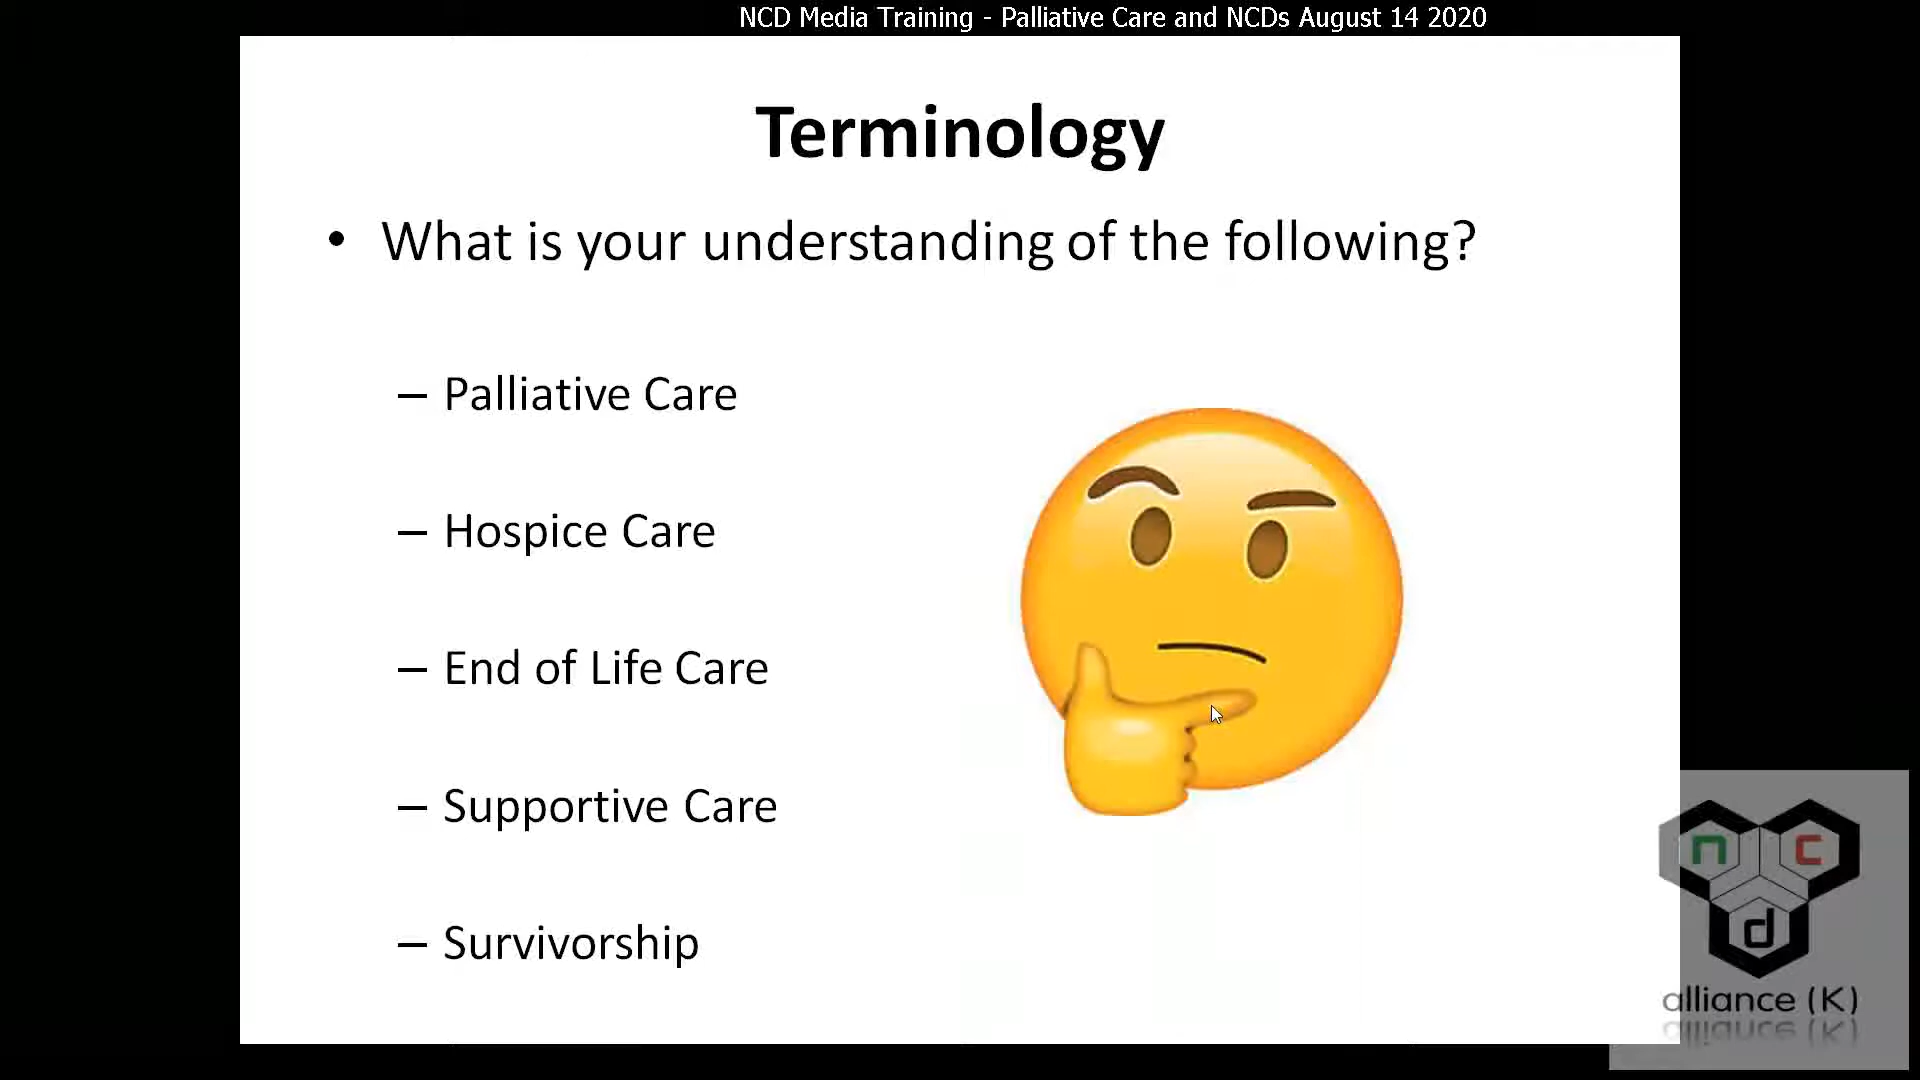 NCD Media Training - Palliative Care and NCDs August 14 2020
Terminology
• What is your understanding of the following?
– Palliative Care
– Hospice Care
– End of Life Care
– Supportive Care
– Survivorship
n c
d
alliance (K)